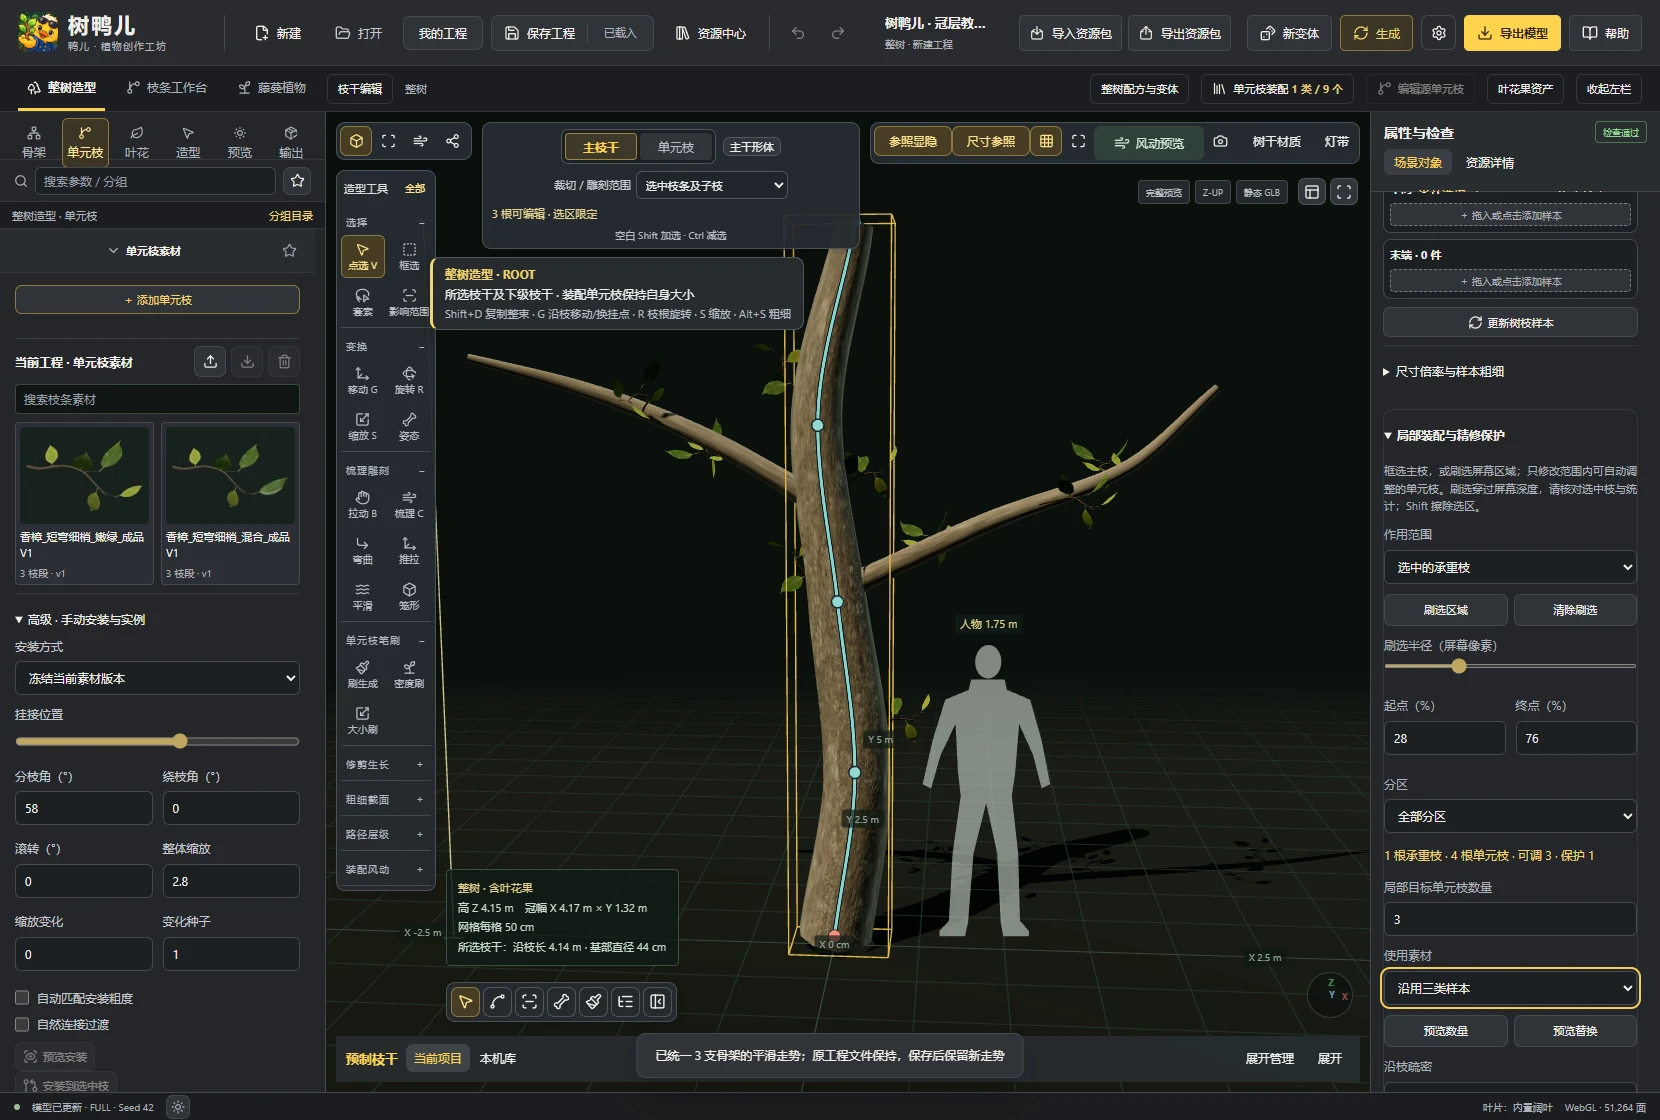 树鸭儿
鸭儿 · 植物创作工坊
新建
打开
我的工程
保存工程
已载入
资源中心
树鸭儿 · 冠层教...
整树 · 新建工程
导入资源包
导出资源包
新变体
生成
导出模型
帮助
整树造型
枝条工作台
藤蔓植物
枝干编辑
整树
整树配方与变体
单元枝装配 1 类 / 9 个
编辑源单元枝
叶花果资产
收起左栏
骨架
单元枝
叶花
造型
预览
输出
搜索参数 / 分组
整树造型 · 单元枝
分组目录
单元枝素材
+ 添加单元枝
当前工程 · 单元枝素材
搜索枝条素材
香樟_短弯细梢_嫩绿_成品
V1
3 枝段 · v1
香樟_短弯细梢_混合_成品
V1
3 枝段 · v1
高级 · 手动安装与实例
安装方式
冻结当前素材版本
挂接位置
分枝角 (°)
绕枝角 (°)
58
0
滚转 (°)
整体缩放
0
2.8
缩放变化
变化种子
0
1
自动匹配安装粗度
自然连接过渡
预览安装
安装到选中枝
模型已更新 · FULL · Seed 42
造型工具
全部
选择
点选 V
框选
套索
影响范围
变换
移动 G
旋转 R
缩放 S
姿态
梳理雕刻
拉动 B
梳理 C
弯曲
推拉
平滑
笼形
单元枝笔刷
刷生成
密度刷
大小刷
修剪生长
粗细截面
路径层级
装配风动
主枝干
单元枝
主干形体
裁切 / 雕刻范围
选中枝条及子枝
3 根可编辑 · 选区限定
空白 Shift 加选 · Ctrl 减选
整树造型 · ROOT
所选枝干及下级枝干 · 装配单元枝保持自身大小
Shift+D 复制整束 · G 沿枝移动/换挂点 · R 枝根旋转 · S 缩放 · Alt+S 粗细
参照显隐
尺寸参照
风动预览
树干材质
灯带
完整预览
Z-UP
静态 GLB
人物 1.75 m
Y 5 m
Y 2.5 m
X 0 cm
X -2.5 m
X 2.5 m
Z
Y
X
整树 · 含叶花果
高 Z 4.15 m 冠幅 X 4.17 m × Y 1.32 m
网格每格 50 cm
所选枝干：沿枝长 4.14 m · 基部直径 44 cm
预制枝干
当前项目
本机库
已统一 3 支骨架的平滑走势；原工程文件保持，保存后保留新走势
展开管理
展开
属性与检查
检查通过
场景对象
资源详情
+ 拖入或点击添加样本
末端 · 0 件
+ 拖入或点击添加样本
更新树枝样本
尺寸倍率与样本粗细
局部装配与精修保护
框选主枝，或刷选屏幕区域；只修改范围内可自动调
整的单元枝。刷选穿过屏幕深度，请核对选中枝与统
计；Shift 擦除选区。
作用范围
选中的承重枝
刷选区域
清除刷选
刷选半径（屏幕像素）
起点 (%)
终点 (%)
28
76
分区
全部分区
1 根承重枝 · 4 根单元枝 · 可调 3 · 保护 1
局部目标单元枝数量
3
使用素材
沿用三类样本
预览数量
预览替换
沿枝疏密
叶片：内置阔叶
WebGL · 51,264 面